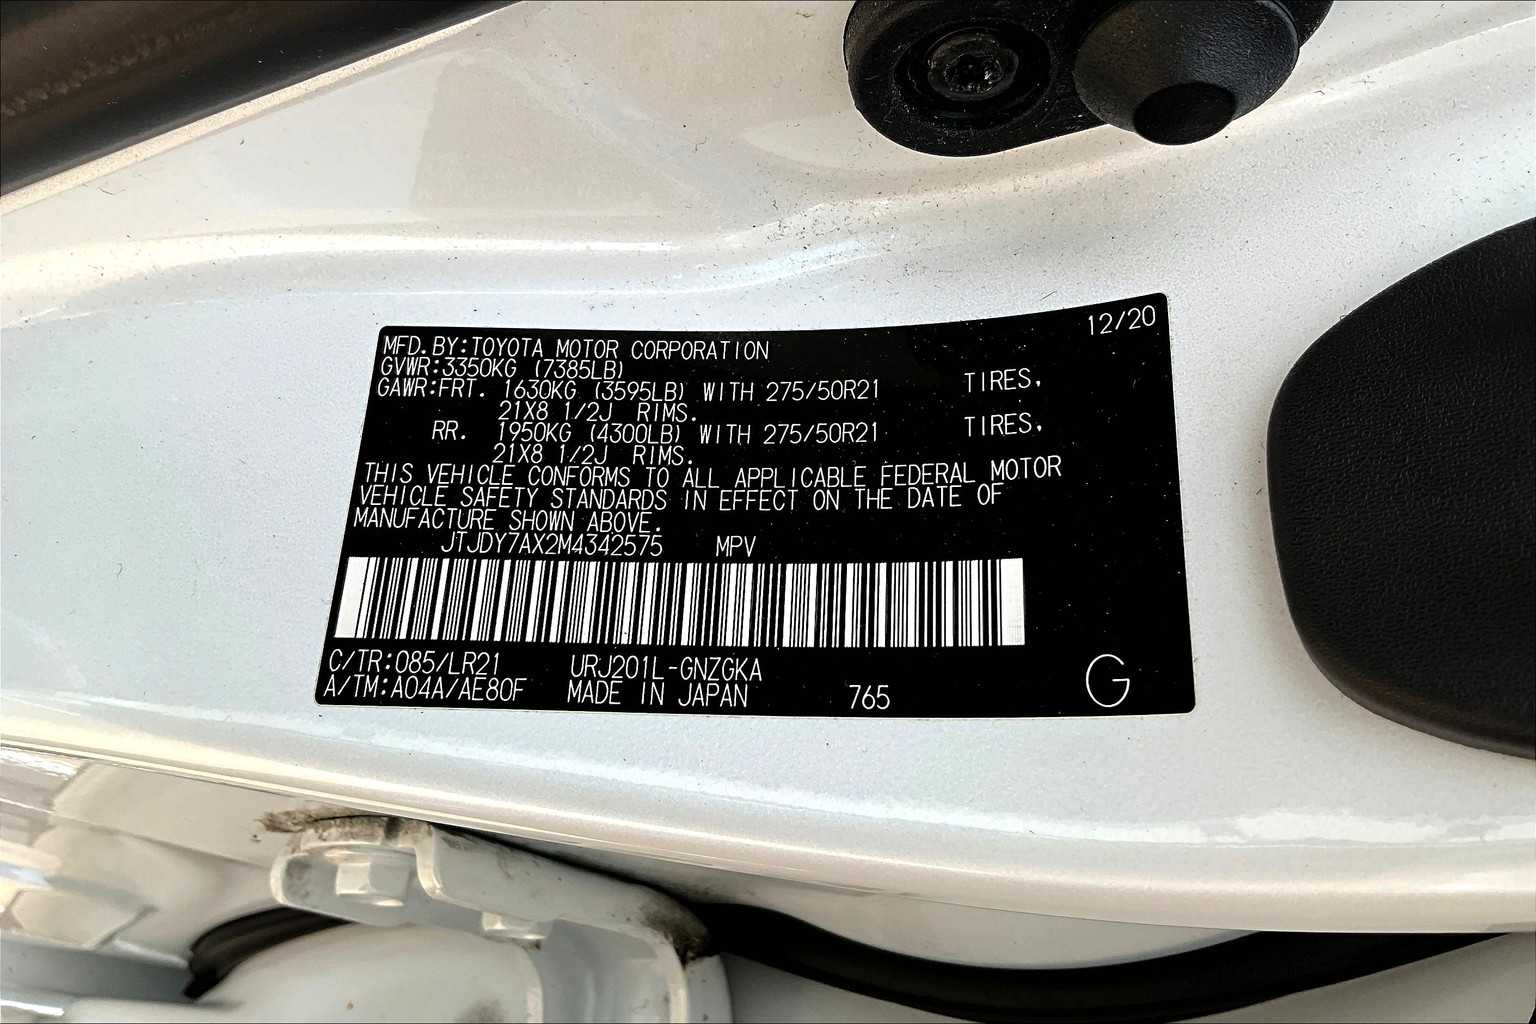 12/20
MFD.BY:TOYOTA MOTOR CORPORATION
GVWR:3350KG (7385LB)
GAWR:FRT. 1630KG (3595LB) WITH 275/50R21 TIRES,
21X8 1/2J RIMS.
RR. 1950KG (4300LB) WITH 275/50R21 TIRES,
21X8 1/2J RIMS.
THIS VEHICLE CONFORMS TO ALL APPLICABLE FEDERAL MOTOR
VEHICLE SAFETY STANDARDS IN EFFECT ON THE DATE OF
MANUFACTURE SHOWN ABOVE.
JTJDY7AX2M4342575 MPV
C/TR:085/LR21 URJ201L-GNZGKA
A/TM:A04A/AE80F MADE IN JAPAN 765 G